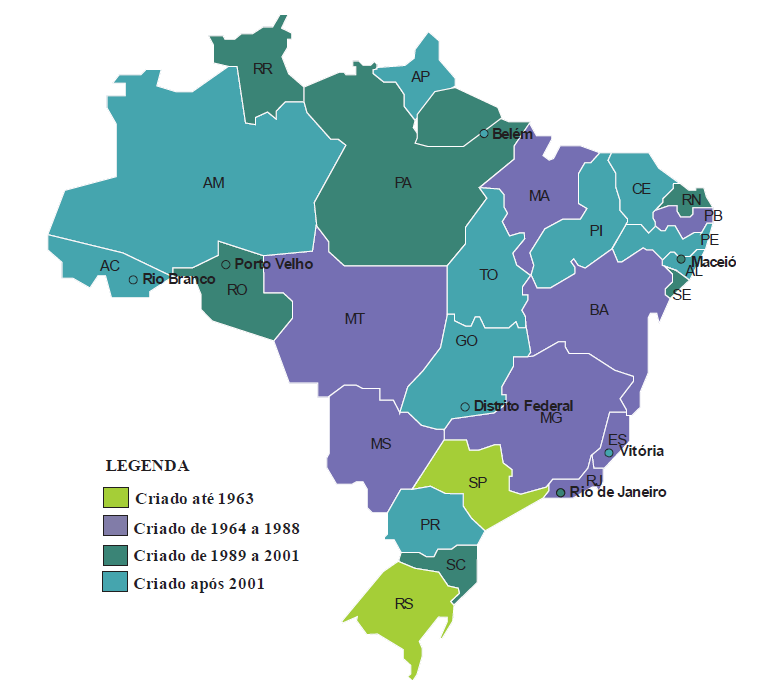 RR
AP
Belém
AM
PA
MA
CE
RN
PB
PI
PE
AC
Rio Branco
Porto Velho
RO
TO
Maceió
AL
SE
MT
BA
GO
Distrito Federal
MG
MS
ES
Vitória
SP
RJ
Rio de Janeiro
PR
SC
RS
LEGENDA
Criado até 1963
Criado de 1964 a 1988
Criado de 1989 a 2001
Criado após 2001